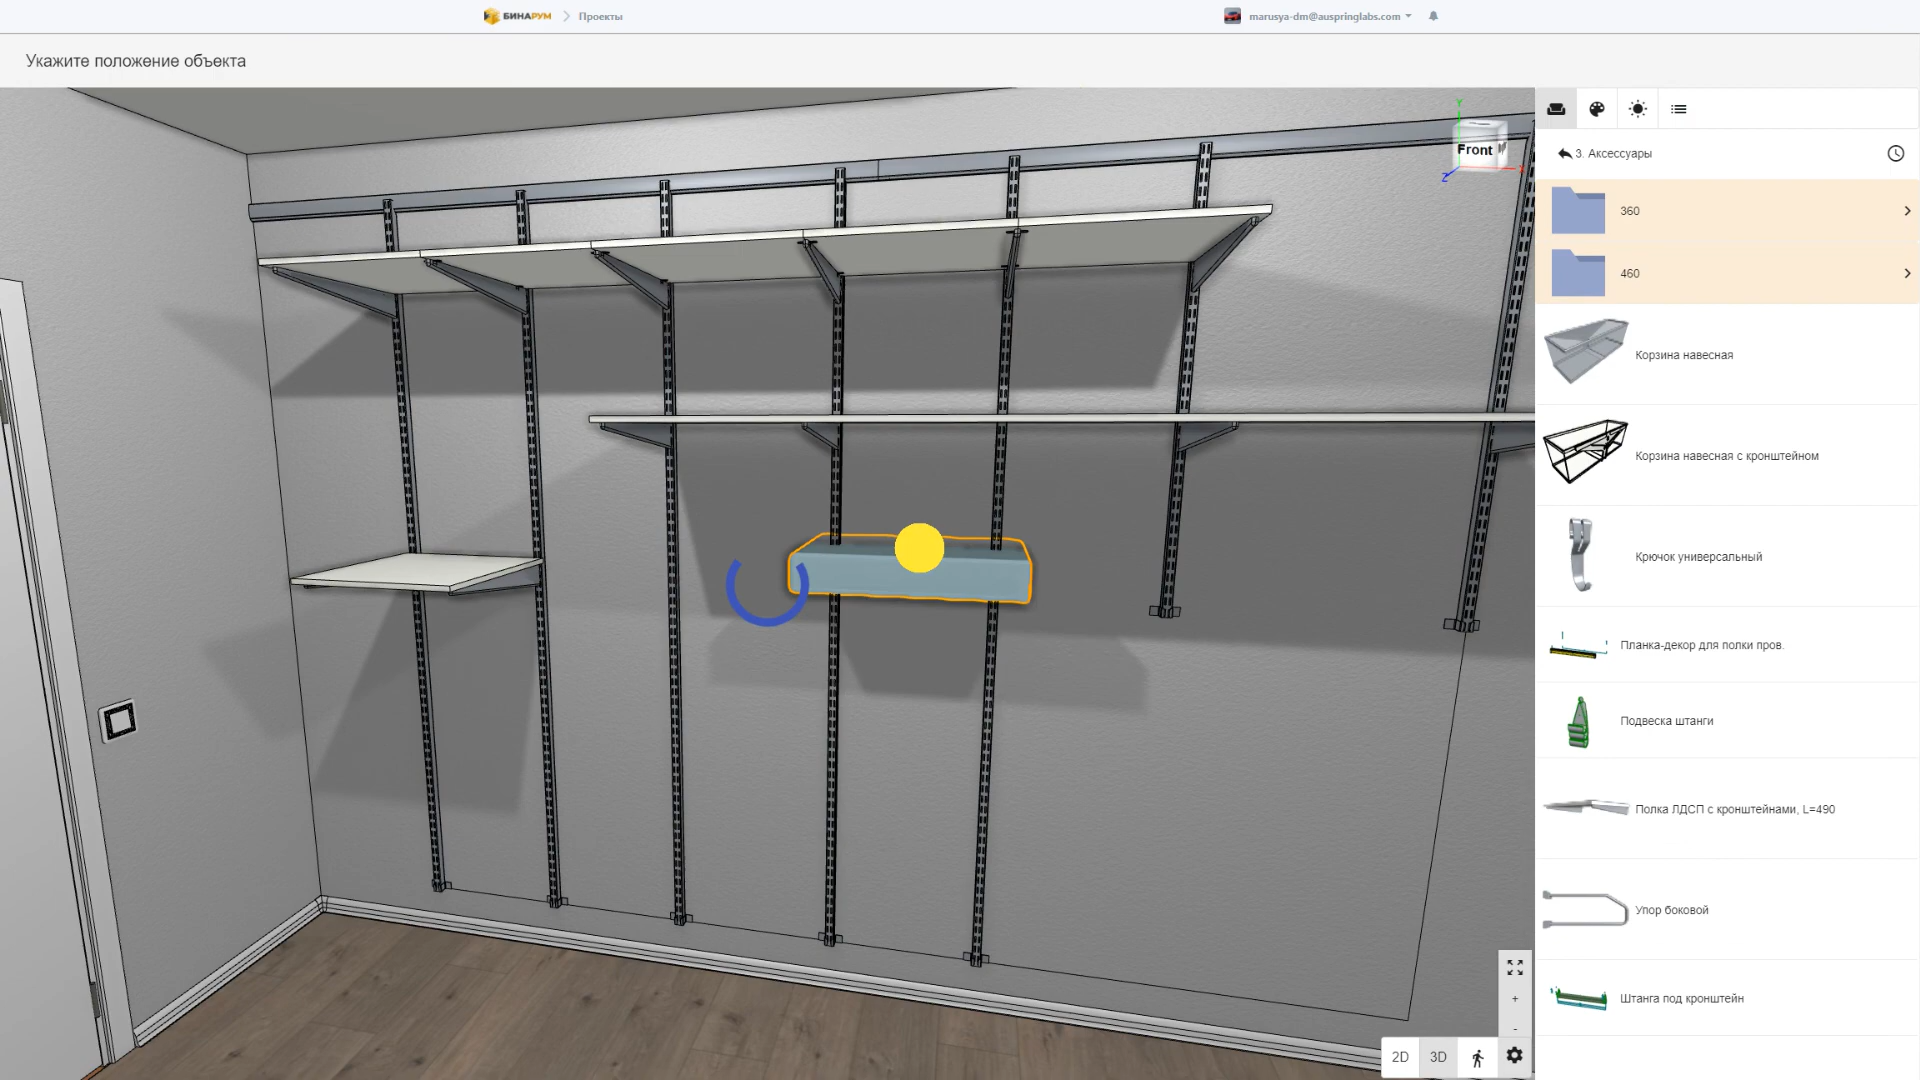 БИНАРУМ
Проекты
marusya-dm@auspringlabs.com
Укажите положение объекта
Y
Front
Z
3. Аксессуары
360
460
Корзина навесная
Корзина навесная с кронштейном
Крючок универсальный
Планка-декор для полки пров.
Подвеска штанги
Полка ЛДСП с кронштейнами, L=490
Упор боковой
Штанга под кронштейн
+
-
2D
3D